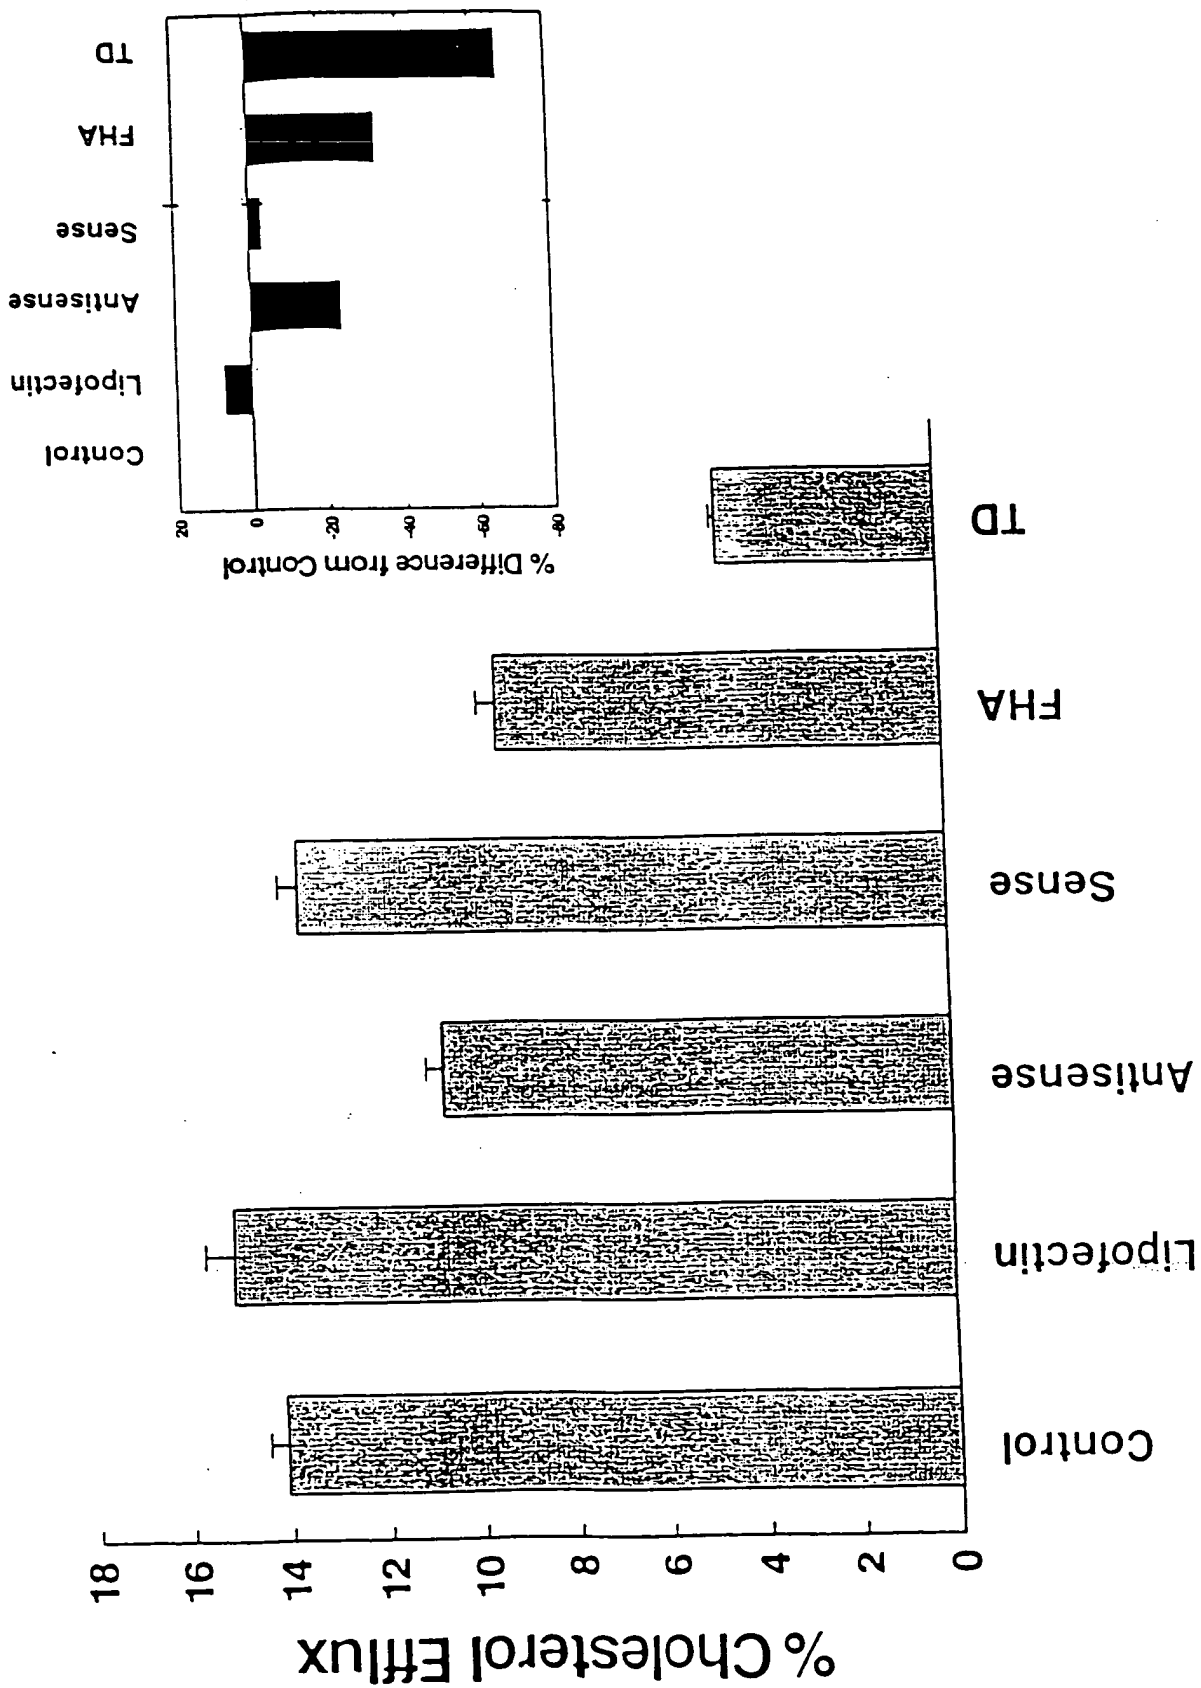 % Cholesterol Efflux
0
2
4
6
8
10
12
14
16
18
Control
Lipofectin
Antisense
Sense
FHA
TD
% Difference from Control
-80
-60
-40
-20
0
20
Control
Lipofectin
Antisense
Sense
FHA
TD